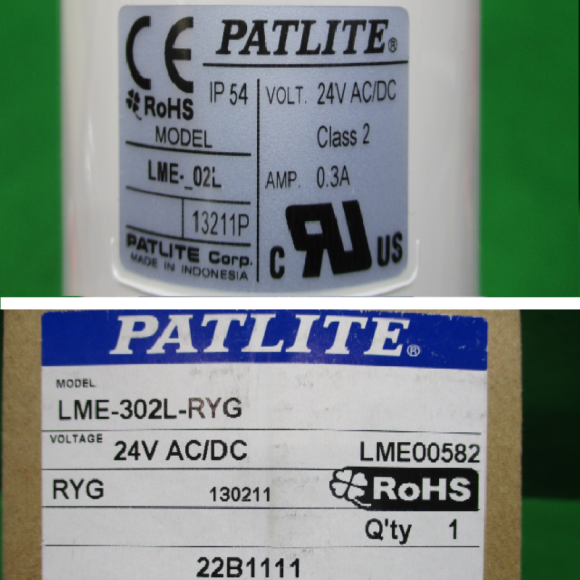 CE
PATLITE®
RoHS
IP 54
VOLT. 24V AC/DC
MODEL
Class 2
LME-_02L
AMP. 0.3A
13211P
PATLITE Corp.
MADE IN INDONESIA
C RU US
PATLITE®
MODEL
LME-302L-RYG
VOLTAGE 24V AC/DC
LME00582
RYG
130211
RoHS
Q'ty 1
22B1111